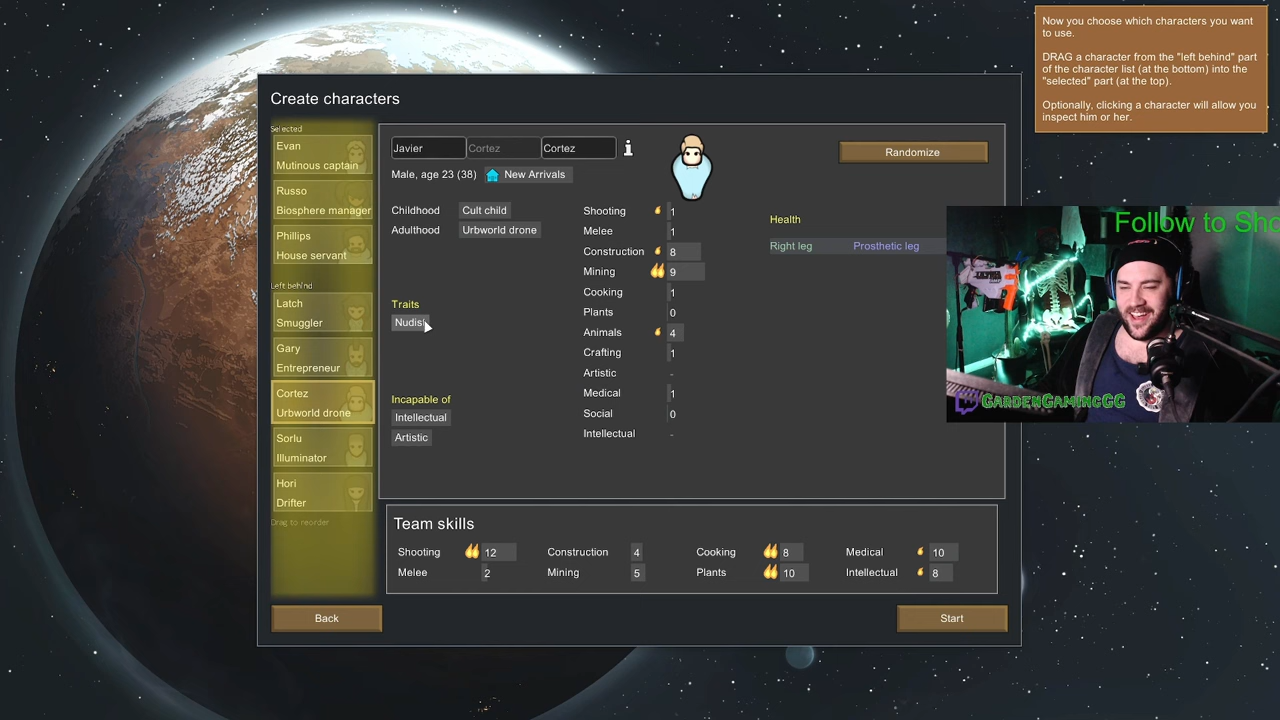 Now you choose which characters you want
to use.
DRAG a character from the "left behind" part
of the character list (at the bottom) into the
"selected" part (at the top).
Optionally, clicking a character will allow you
inspect him or her.
Create characters
Selected
Evan
Mutinous captain
Russo
Biosphere manager
Phillips
House servant
Left behind
Latch
Smuggler
Gary
Entrepreneur
Cortez
Urbworld drone
Sorlu
Illuminator
Hori
Drifter
Drag to reorder
Javier Cortez Cortez
Randomize
Male, age 23 (38) New Arrivals
Childhood Cult child
Adulthood Urbworld drone
Traits
Nudist
Incapable of
Intellectual
Artistic
Shooting 1
Melee 1
Construction 8
Mining 9
Cooking 1
Plants 0
Animals 4
Crafting 1
Artistic -
Medical 1
Social 0
Intellectual -
Health
Right leg Prosthetic leg
Follow to Sho
GARDENGAMINGGG
Team skills
Shooting 12 Construction 4 Cooking 8 Medical 10
Melee 2 Mining 5 Plants 10 Intellectual 8
Back
Start